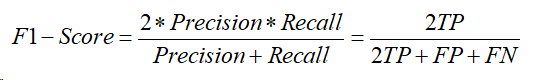 F1 − Score = 2 * Precision * Recall / Precision + Recall = 2TP / 2TP + FP + FN